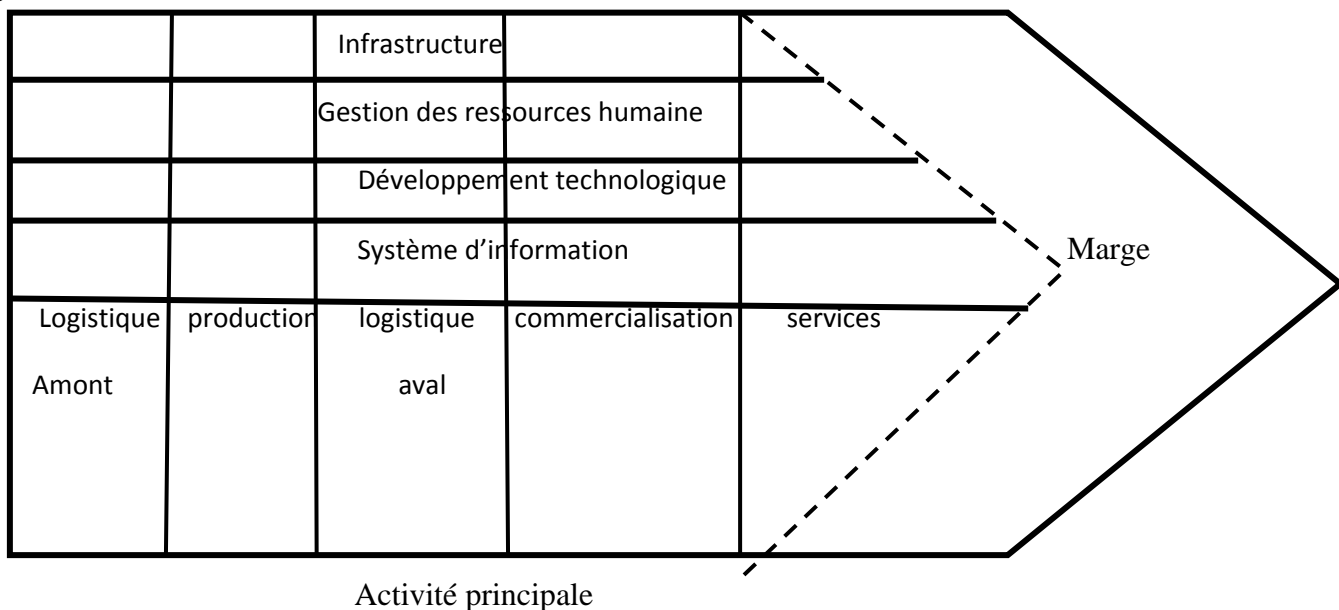 Infrastructure
Gestion des ressources humaine
Développement technologique
Système d’information
Marge
Logistique production logistique commercialisation services
Amont aval
Activité principale